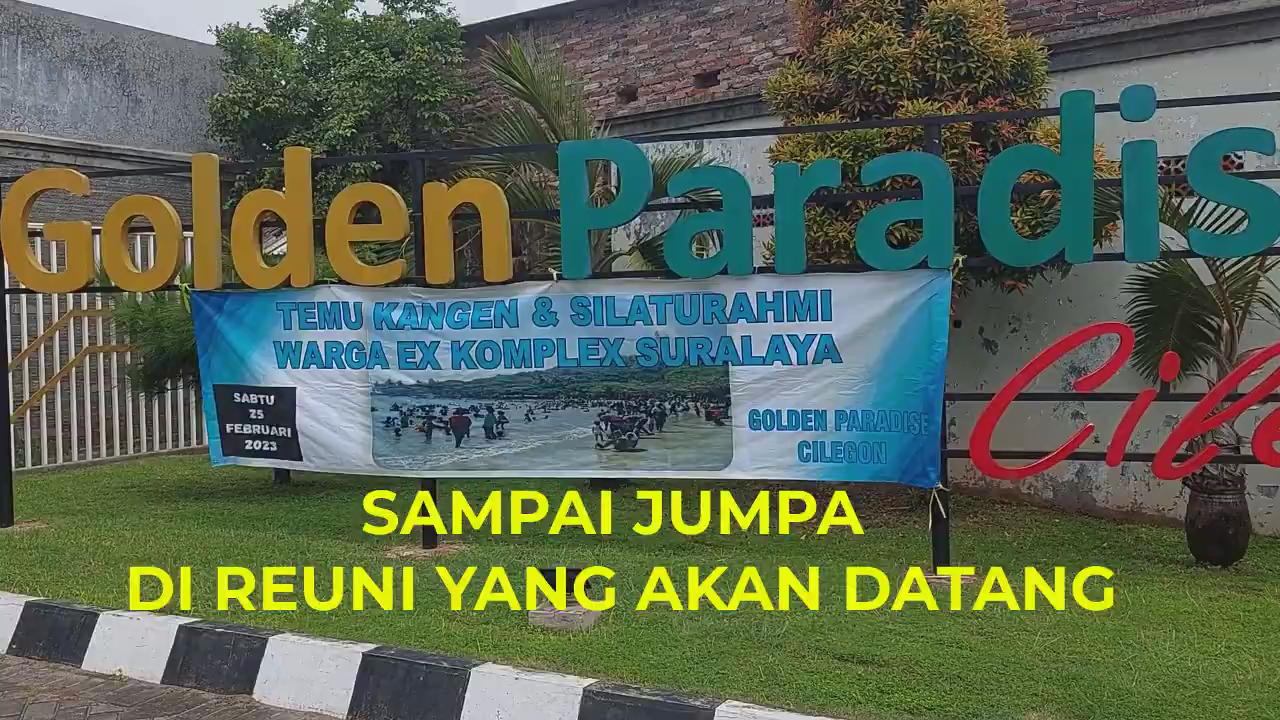 Golden Paradis
TEMU KANGEN & SILATURAHMI
WARGA EX KOMPLEX SURALAYA
SABTU
25
FEBRUARI
2023
GOLDEN PARADISE
CILEGON
SAMPAI JUMPA
DI REUNI YANG AKAN DATANG